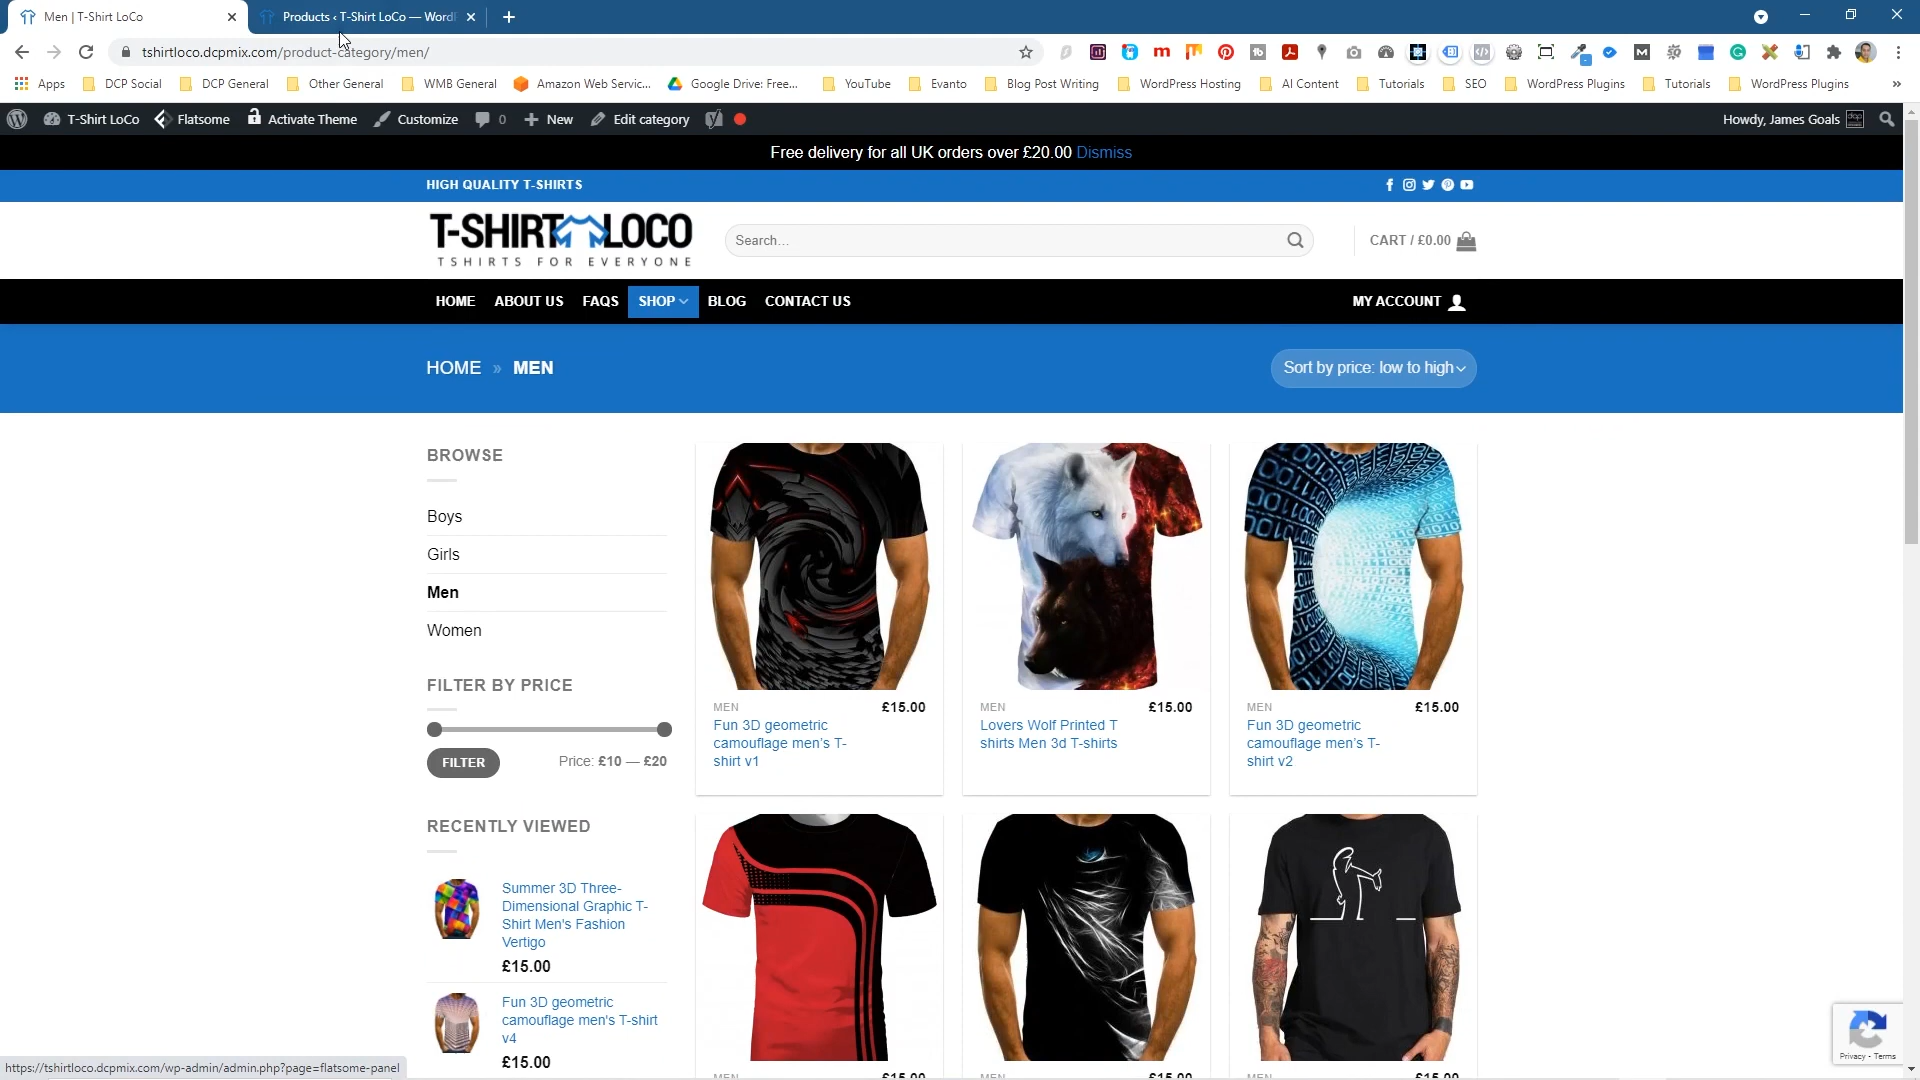 Men | T-Shirt LoCo
Products ‹ T-Shirt LoCo — WordP
tshirtloco.dcpmix.com/product-category/men/
Apps
DCP Social
DCP General
Other General
WMB General
Amazon Web Servic...
Google Drive: Free...
YouTube
Evanto
Blog Post Writing
WordPress Hosting
AI Content
Tutorials
SEO
WordPress Plugins
Tutorials
WordPress Plugins
T-Shirt LoCo
Flatsome
Activate Theme
Customize
0
New
Edit category
Howdy, James Goals
Free delivery for all UK orders over £20.00 Dismiss
HIGH QUALITY T-SHIRTS
T-SHIRT LOCO
TSHIRTS FOR EVERYONE
Search...
CART / £0.00
HOME
ABOUT US
FAQS
SHOP
BLOG
CONTACT US
MY ACCOUNT
HOME » MEN
Sort by price: low to high
BROWSE
Boys
Girls
Men
Women
FILTER BY PRICE
FILTER
Price: £10 — £20
RECENTLY VIEWED
Summer 3D Three-
Dimensional Graphic T-
Shirt Men's Fashion
Vertigo
£15.00
Fun 3D geometric
camouflage men's T-shirt
v4
£15.00
MEN
£15.00
Fun 3D geometric
camouflage men's T-
shirt v1
MEN
£15.00
Lovers Wolf Printed T
shirts Men 3d T-shirts
MEN
£15.00
Fun 3D geometric
camouflage men's T-
shirt v2
MEN
£15.00
MEN
£15.00
MEN
£15.00
Privacy - Terms
https://tshirtloco.dcpmix.com/wp-admin/admin.php?page=flatsome-panel